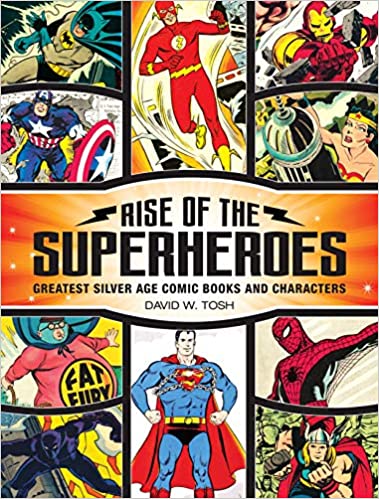 RISE OF THE
SUPERHEROES
GREATEST SILVER AGE COMIC BOOKS AND CHARACTERS
DAVID W. TOSH
FAT
FURY